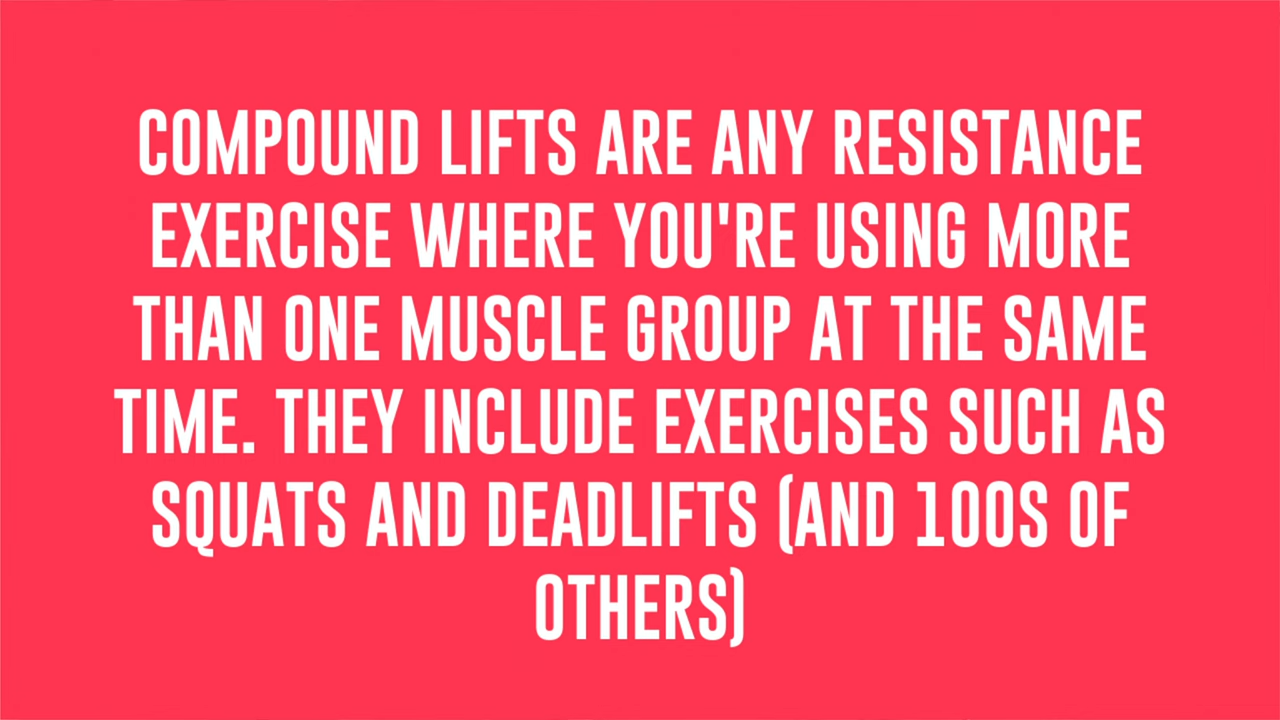 COMPOUND LIFTS ARE ANY RESISTANCE
EXERCISE WHERE YOU'RE USING MORE
THAN ONE MUSCLE GROUP AT THE SAME
TIME. THEY INCLUDE EXERCISES SUCH AS
SQUATS AND DEADLIFTS (AND 100S OF
OTHERS)